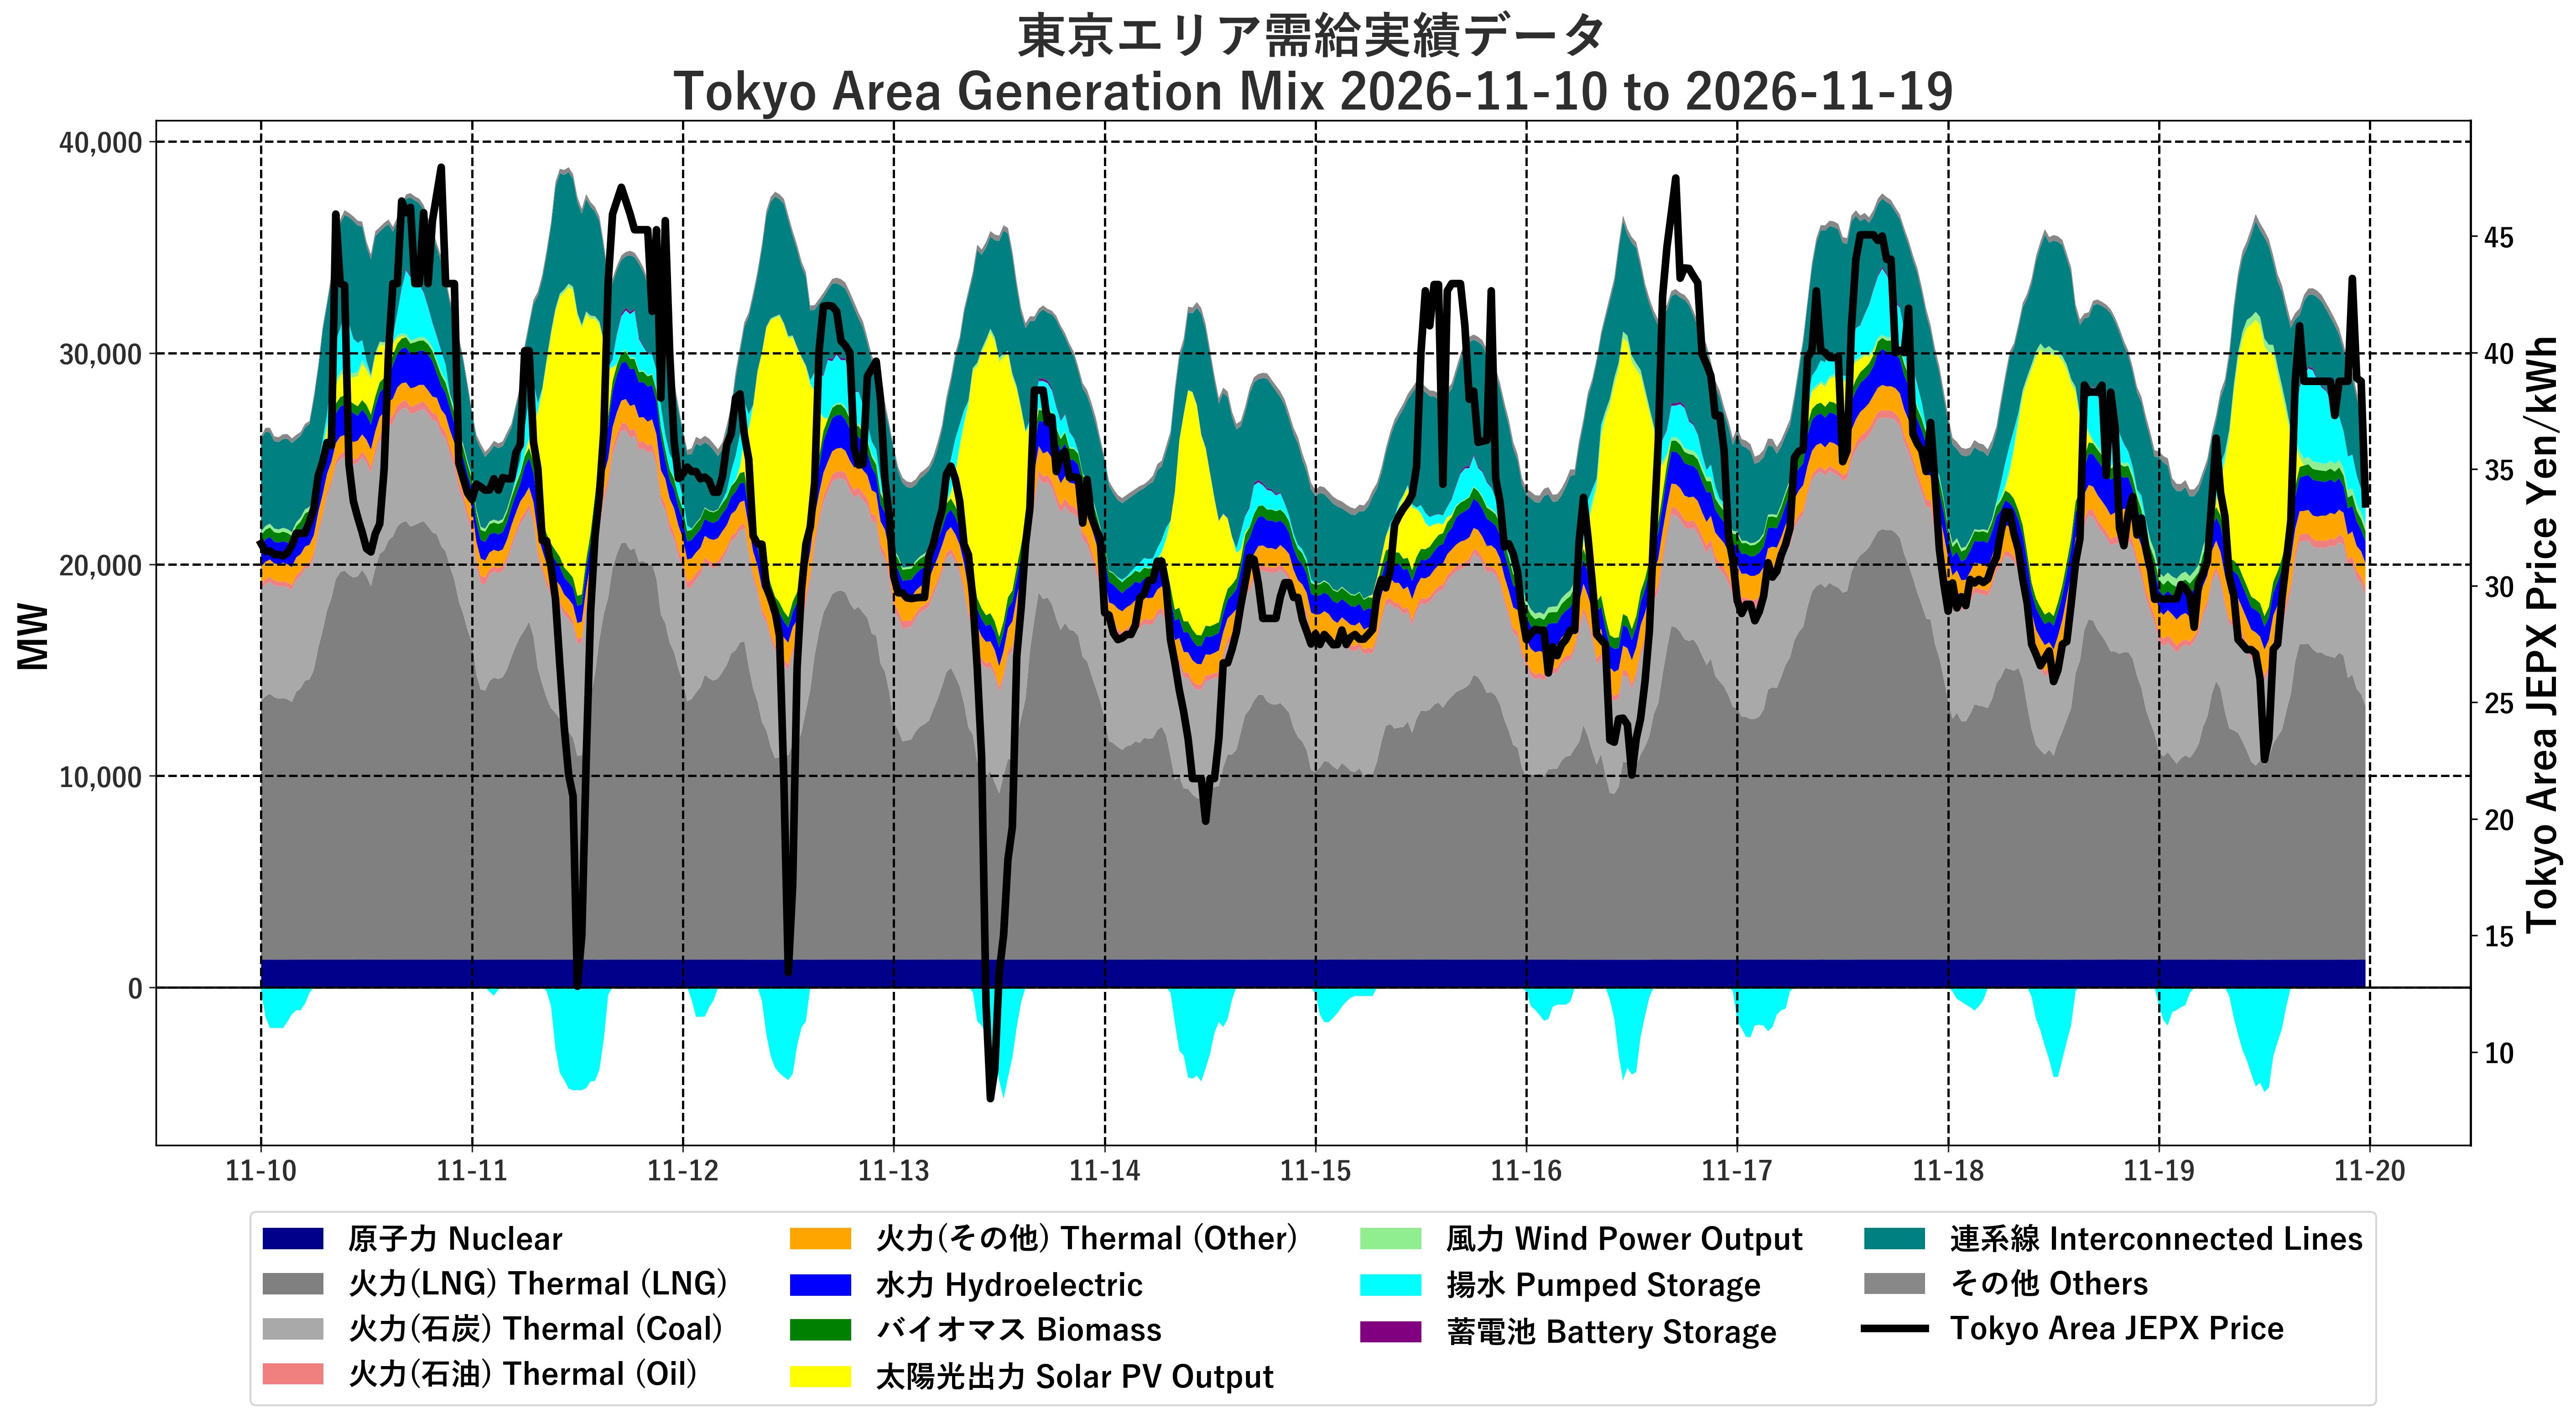 東京エリア需給実績データ
Tokyo Area Generation Mix 2026-11-10 to 2026-11-19
40,000
30,000
20,000
10,000
0
MW
45
40
35
30
25
20
15
10
Tokyo Area JEPX Price Yen/kWh
11-10 11-11 11-12 11-13 11-14 11-15 11-16 11-17 11-18 11-19 11-20
原子力 Nuclear
火力(LNG) Thermal (LNG)
火力(石炭) Thermal (Coal)
火力(石油) Thermal (Oil)
火力(その他) Thermal (Other)
水力 Hydroelectric
バイオマス Biomass
太陽光出力 Solar PV Output
風力 Wind Power Output
揚水 Pumped Storage
蓄電池 Battery Storage
連系線 Interconnected Lines
その他 Others
Tokyo Area JEPX Price